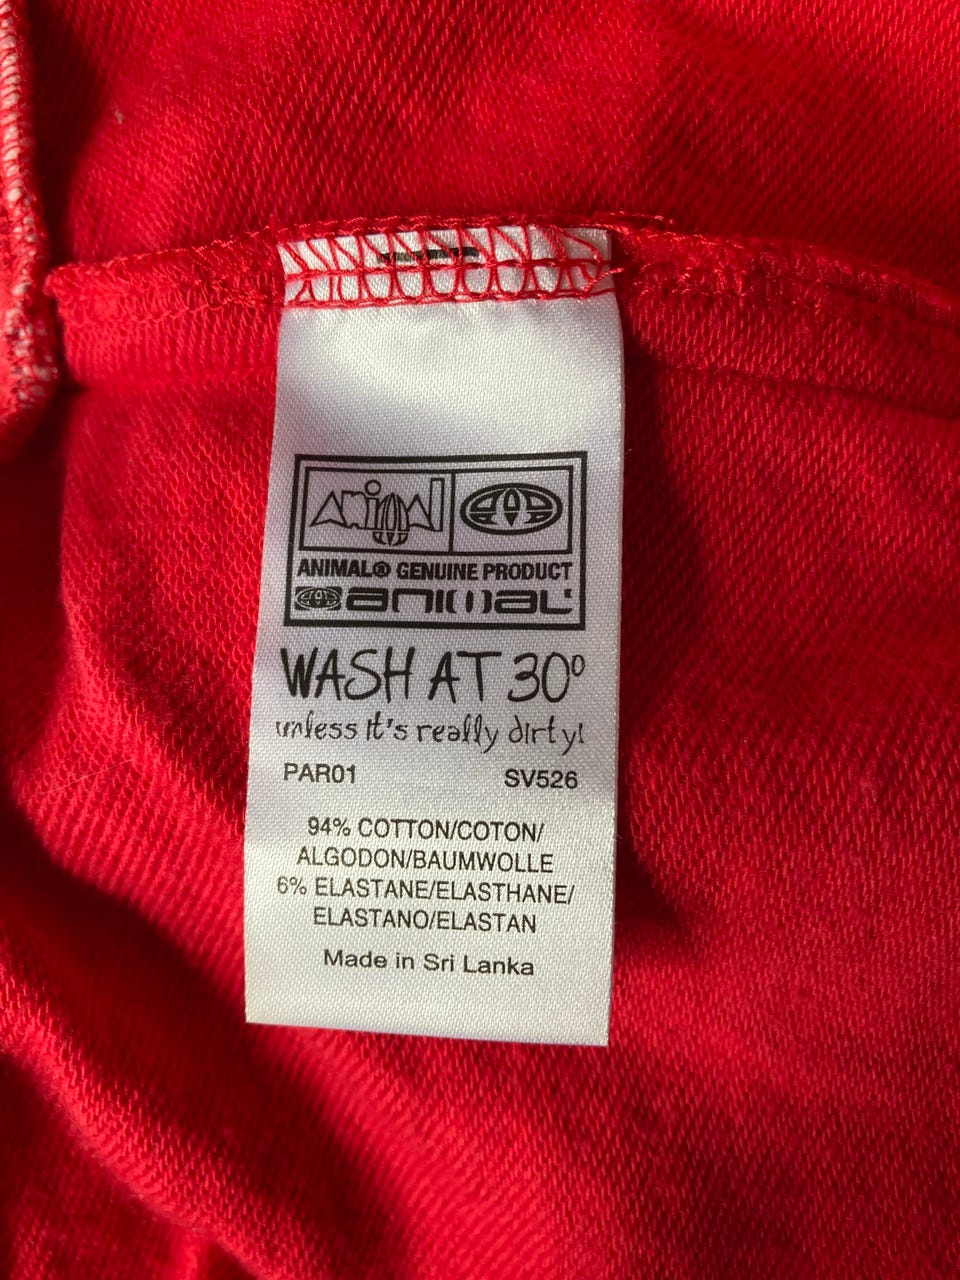 animal
ANIMAL® GENUINE PRODUCT
animal
WASH AT 30°
unless it's really dirty!
PAR01 SV526
94% COTTON/COTON/
ALGODON/BAUMWOLLE
6% ELASTANE/ELASTHANE/
ELASTANO/ELASTAN
Made in Sri Lanka